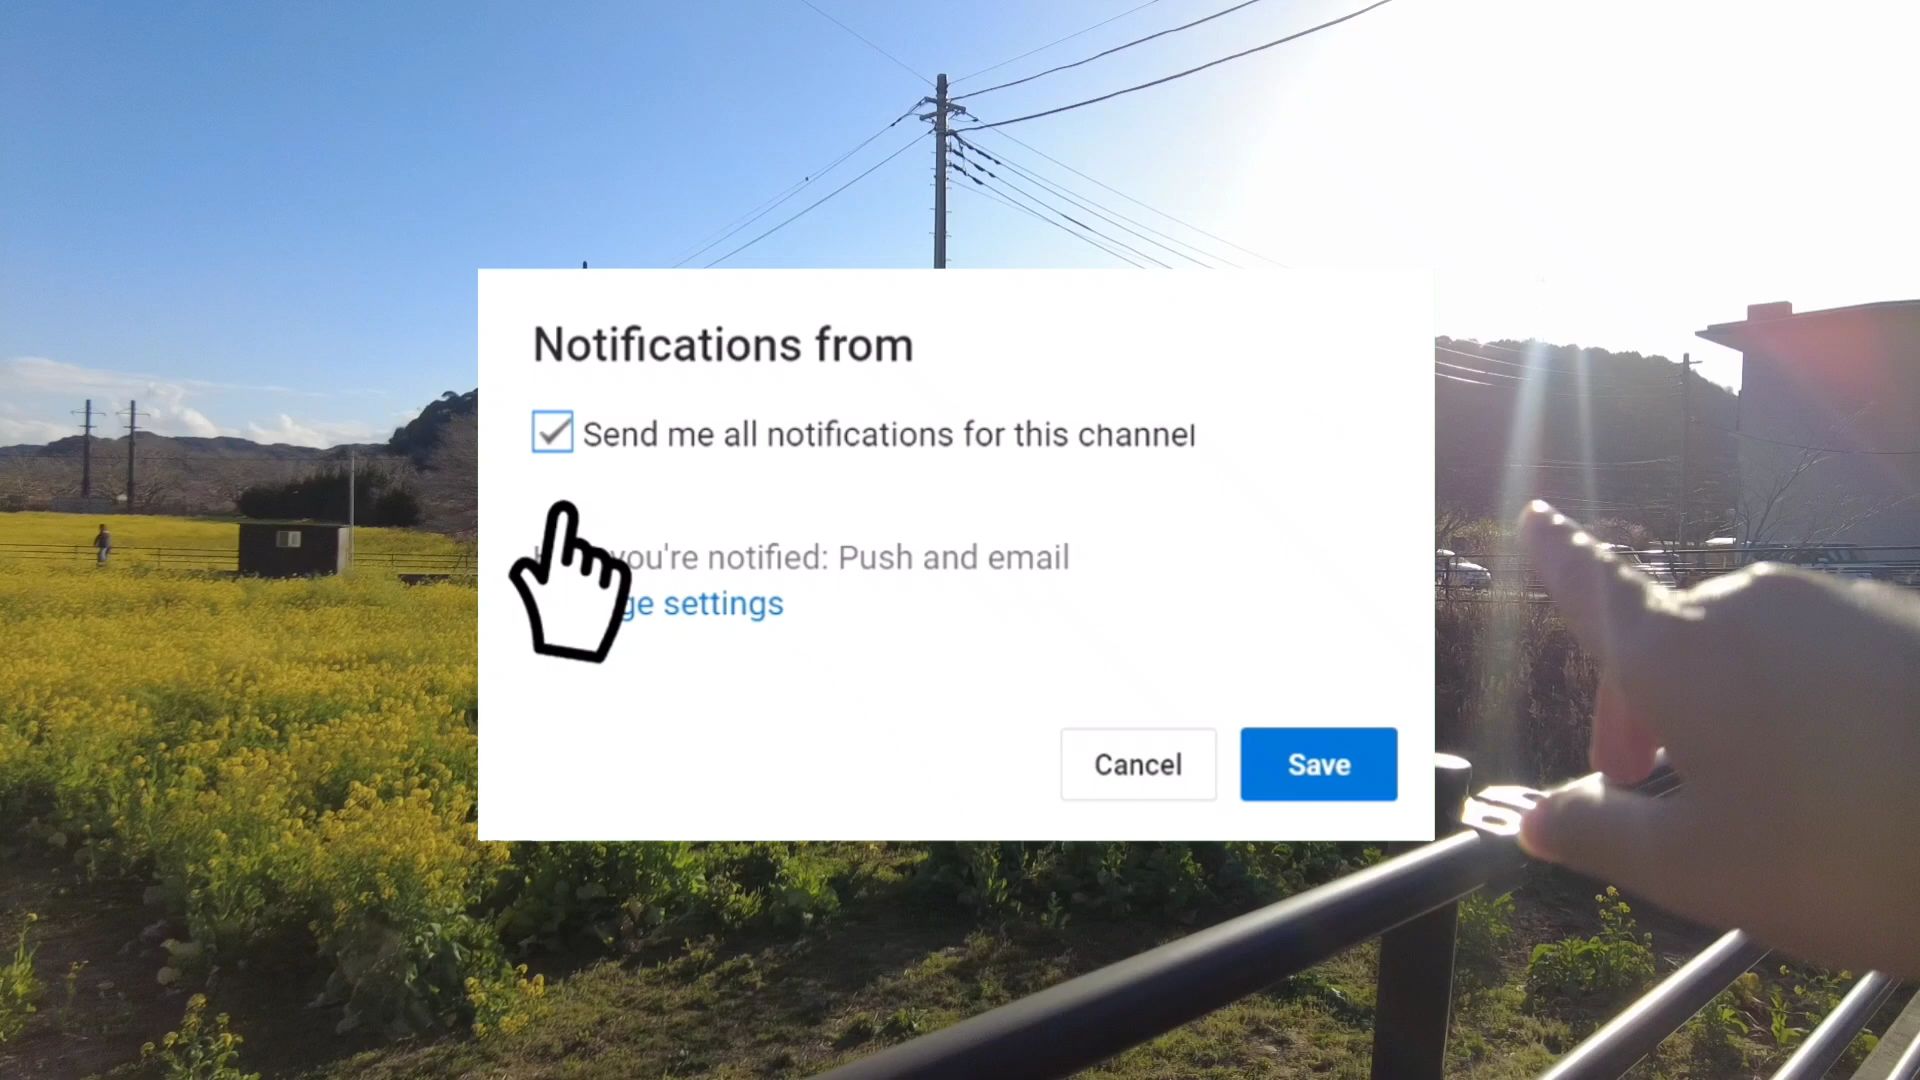 Notifications from
Send me all notifications for this channel
you're notified: Push and email
settings
Cancel
Save